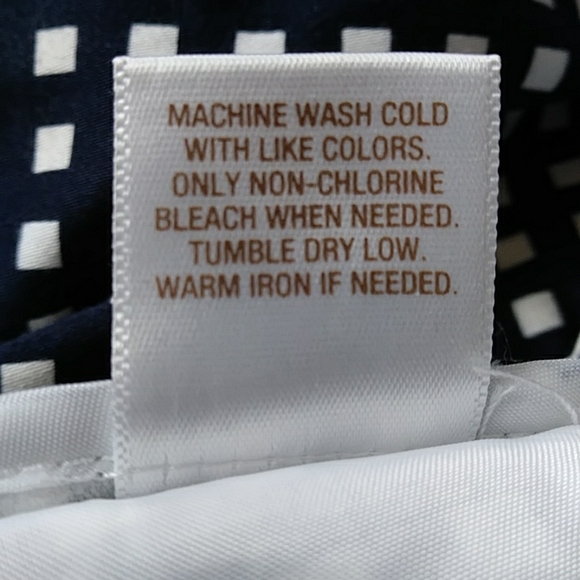 MACHINE WASH COLD
WITH LIKE COLORS.
ONLY NON-CHLORINE
BLEACH WHEN NEEDED.
TUMBLE DRY LOW.
WARM IRON IF NEEDED.